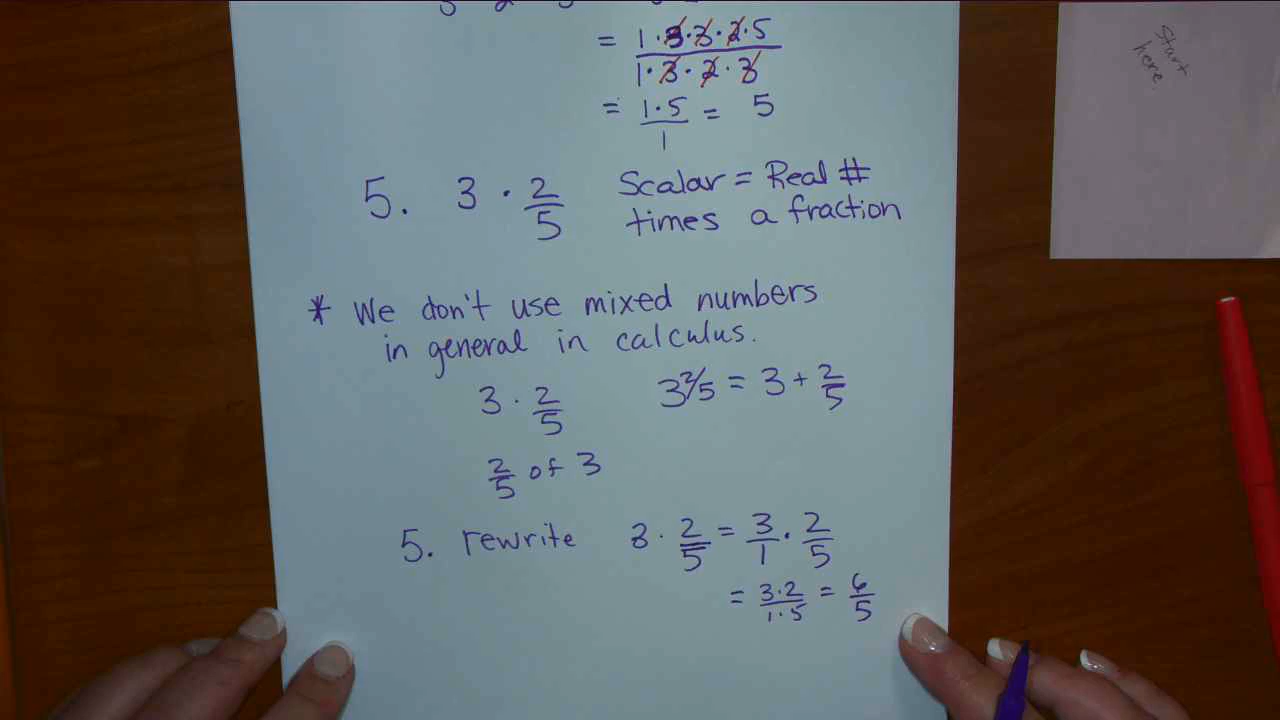 = 1·3·3·2·5 / 1·3·2·3
= 1·5 / 1 = 5
5. 3 · 2/5 Scalar = Real #
times a fraction
* We don't use mixed numbers
in general in calculus.
3 · 2/5 3 2/5 = 3 + 2/5
2/5 of 3
5. rewrite 3 · 2/5 = 3/1 · 2/5
= 3·2 / 1·5 = 6/5
Start
here